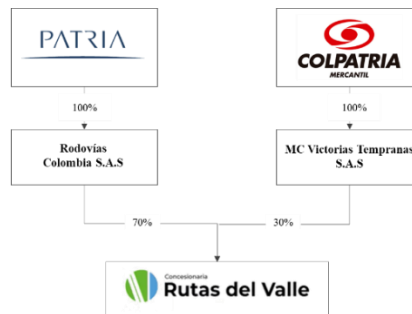 PATRIA
COLPATRIA
MERCANTIL
100%
100%
Rodovías
Colombia S.A.S
MC Victorias Tempranas
S.A.S
70%
30%
Concesionaria
Rutas del Valle